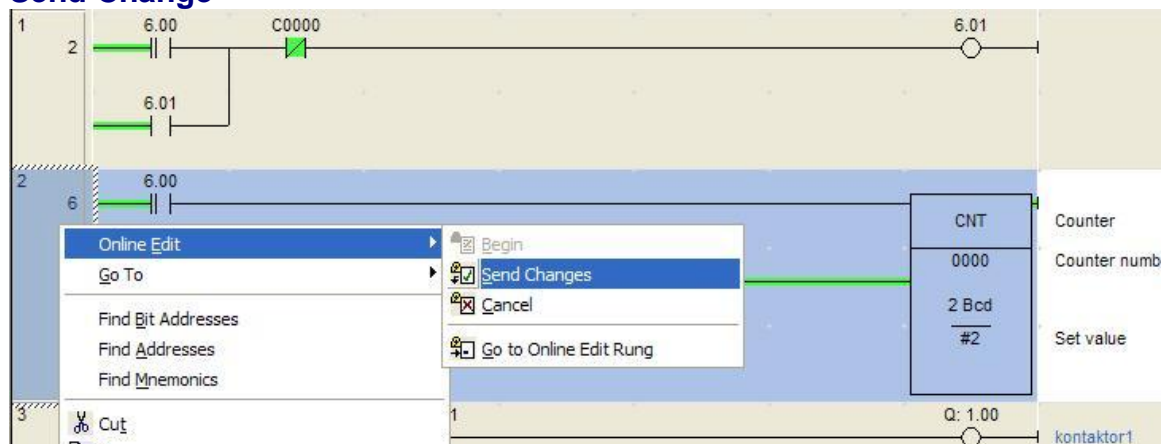 Send Change
1
6.00 C0000 6.01
2
6.01
2
6.00
6
CNT Counter
0000 Counter numb
2 Bcd
#2 Set value
Online Edit
Go To
Find Bit Addresses
Find Addresses
Find Mnemonics
Cut
Begin
Send Changes
Cancel
Go to Online Edit Rung
3
1 Q: 1.00
kontaktor1